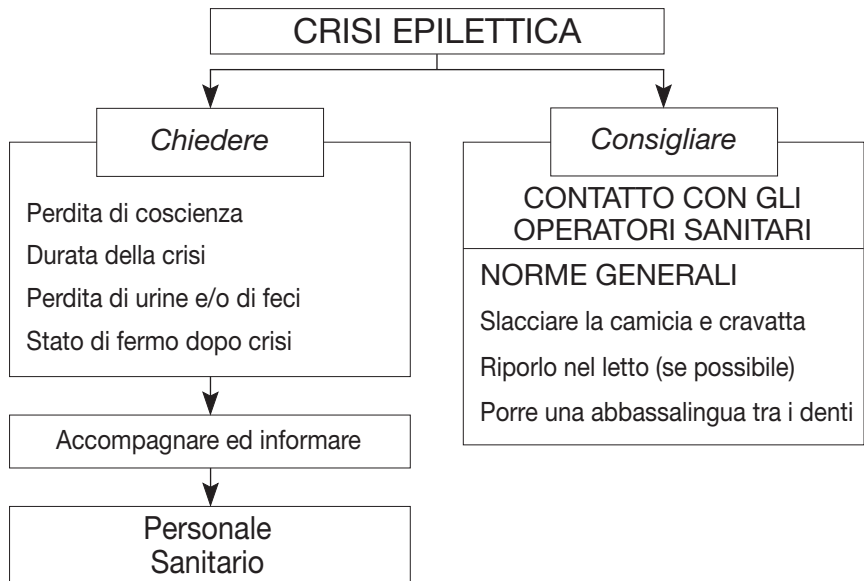 CRISI EPILETTICA
Chiedere
Perdita di coscienza
Durata della crisi
Perdita di urine e/o di feci
Stato di fermo dopo crisi
Accompagnare ed informare
Personale
Sanitario
Consigliare
CONTATTO CON GLI
OPERATORI SANITARI
NORME GENERALI
Slacciare la camicia e cravatta
Riporlo nel letto (se possibile)
Porre una abbassalingua tra i denti